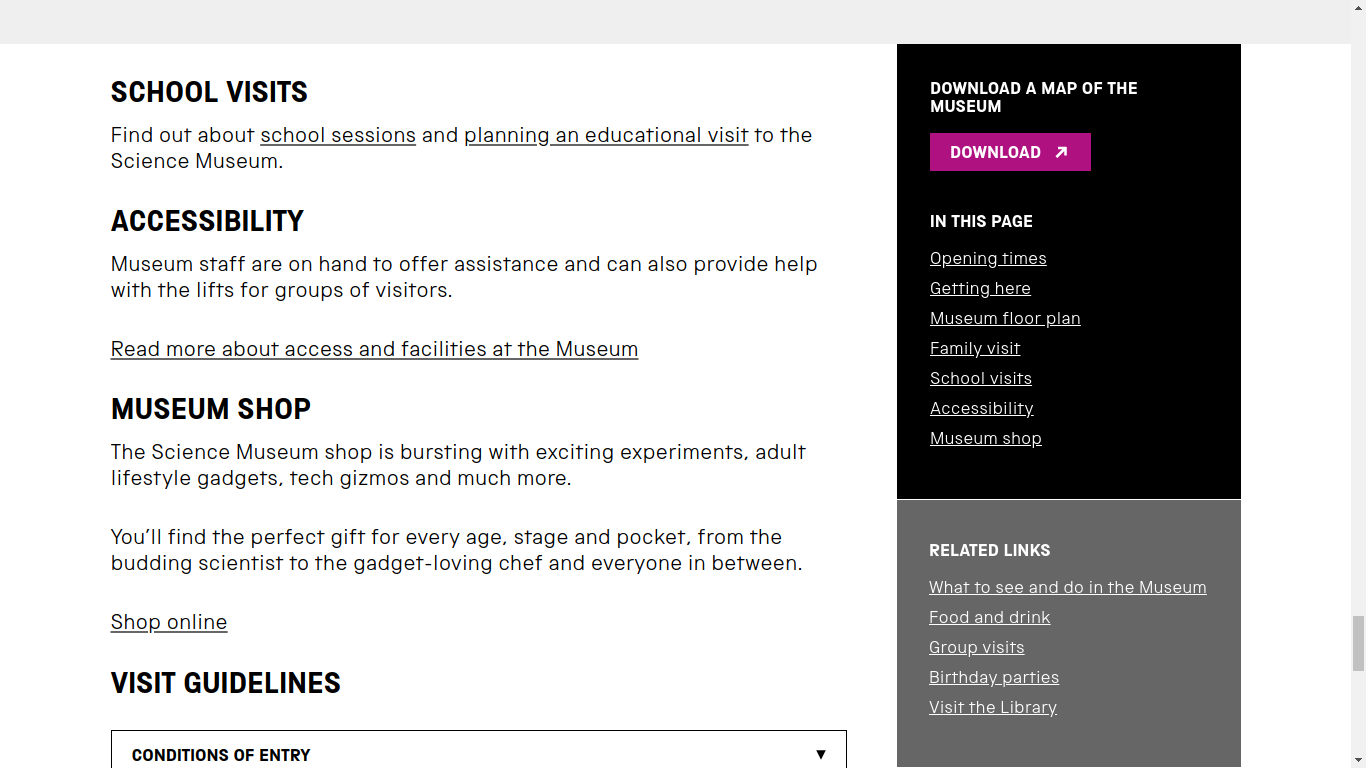 SCHOOL VISITS
Find out about school sessions and planning an educational visit to the
Science Museum.
ACCESSIBILITY
Museum staff are on hand to offer assistance and can also provide help
with the lifts for groups of visitors.
Read more about access and facilities at the Museum
MUSEUM SHOP
The Science Museum shop is bursting with exciting experiments, adult
lifestyle gadgets, tech gizmos and much more.
You’ll find the perfect gift for every age, stage and pocket, from the
budding scientist to the gadget-loving chef and everyone in between.
Shop online
VISIT GUIDELINES
CONDITIONS OF ENTRY
DOWNLOAD A MAP OF THE
MUSEUM
DOWNLOAD
IN THIS PAGE
Opening times
Getting here
Museum floor plan
Family visit
School visits
Accessibility
Museum shop
RELATED LINKS
What to see and do in the Museum
Food and drink
Group visits
Birthday parties
Visit the Library